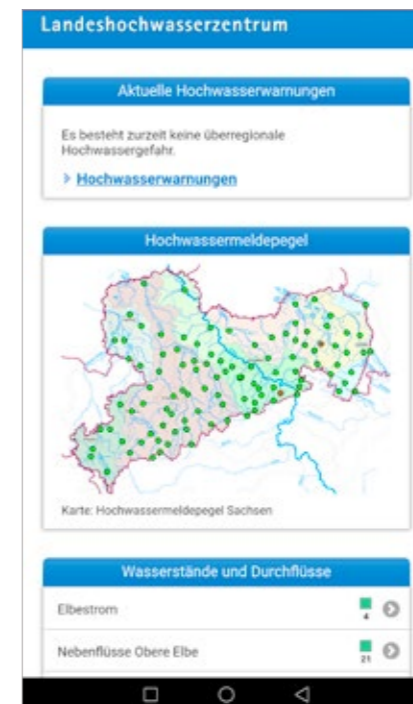 Landeshochwasserzentrum
Aktuelle Hochwasserwarnungen
Es besteht zurzeit keine überregionale
Hochwassergefahr.
Hochwasserwarnungen
Hochwassermeldepegel
Karte: Hochwassermeldepegel Sachsen
Wasserstände und Durchflüsse
Elbestrom
4
Nebenflüsse Obere Elbe
21